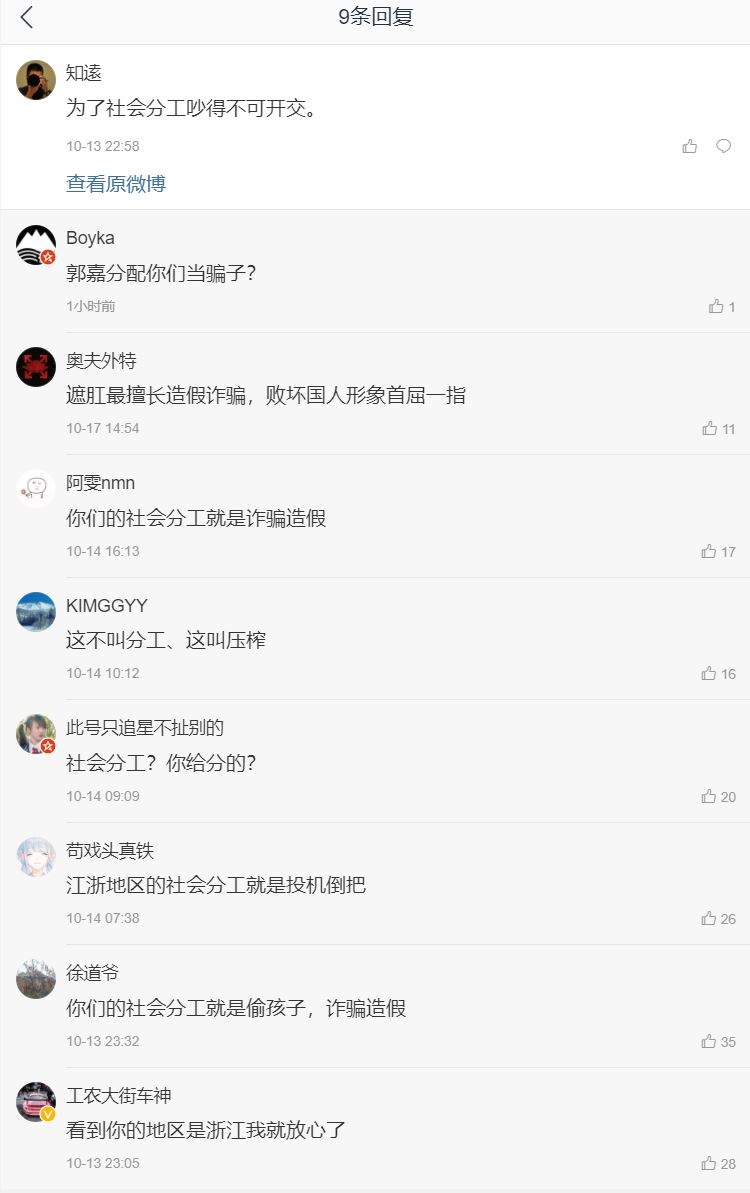 9条回复
知遠
为了社会分工吵得不可开交。
10-13 22:58
查看原微博
Boyka
郭嘉分配你们当骗子？
1小时前
1
奥夫外特
遮肛最擅长造假诈骗，败坏国人形象首屈一指
10-17 14:54
11
阿雯nmn
你们的社会分工就是诈骗造假
10-14 16:13
17
KIMGGYY
这不叫分工、这叫压榨
10-14 10:12
16
此号只追星不扯别的
社会分工？你给分的？
10-14 09:09
20
苟戏头真铁
江浙地区的社会分工就是投机倒把
10-14 07:38
26
徐道爷
你们的社会分工就是偷孩子，诈骗造假
10-13 23:32
35
工农大街车神
看到你的地区是浙江我就放心了
10-13 23:05
28